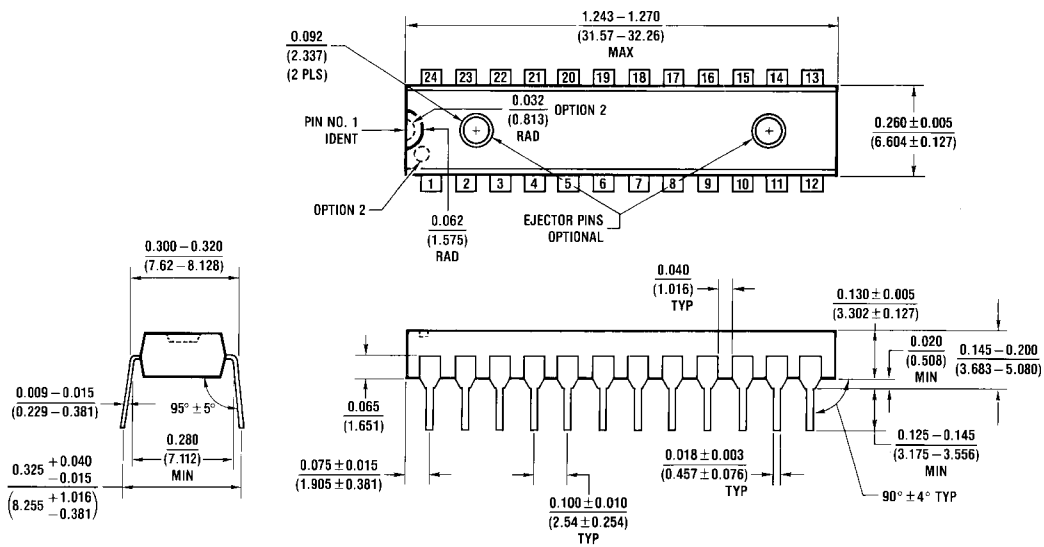 1.243 – 1.270
(31.57 – 32.26)
MAX
0.092
(2.337)
(2 PLS)
24 23 22 21 20 19 18 17 16 15 14 13
0.032
(0.813)
RAD
OPTION 2
PIN NO. 1
IDENT
0.260 ± 0.005
(6.604 ± 0.127)
1 2 3 4 5 6 7 8 9 10 11 12
OPTION 2
0.062
(1.575)
RAD
EJECTOR PINS
OPTIONAL
0.300 – 0.320
(7.62 – 8.128)
0.040
(1.016)
TYP
0.130 ± 0.005
(3.302 ± 0.127)
0.020
(0.508)
MIN
0.145 – 0.200
(3.683 – 5.080)
0.009 – 0.015
(0.229 – 0.381)
95° ± 5°
0.065
(1.651)
0.280
(7.112)
MIN
0.125 – 0.145
(3.175 – 3.556)
MIN
0.325 +0.040 −0.015
(8.255 +1.016 −0.381)
0.075 ± 0.015
(1.905 ± 0.381)
0.018 ± 0.003
(0.457 ± 0.076)
TYP
90° ± 4° TYP
0.100 ± 0.010
(2.54 ± 0.254)
TYP